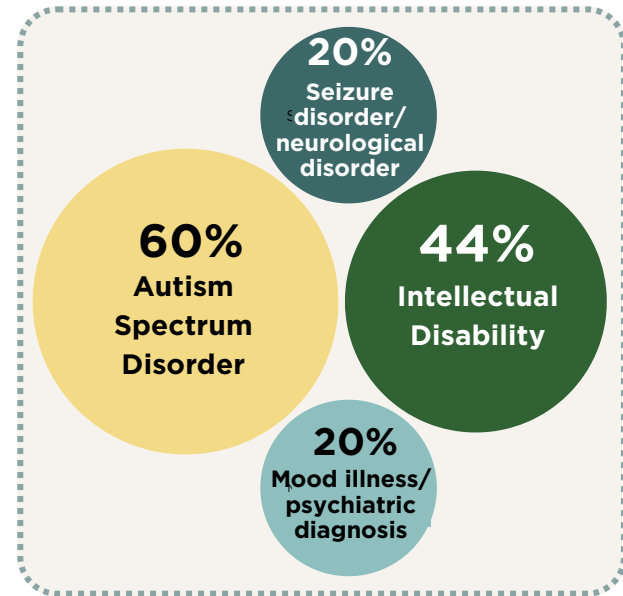 20%
Seizure
disorder/
neurological
disorder
60%
Autism
Spectrum
Disorder
44%
Intellectual
Disability
20%
Mood illness/
psychiatric
diagnosis